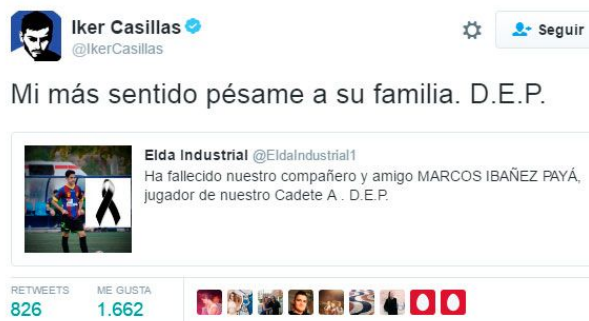 Iker Casillas
@IkerCasillas
Seguir
Mi más sentido pésame a su familia. D.E.P.
Elda Industrial @EldaIndustrial1
Ha fallecido nuestro compañero y amigo MARCOS IBAÑEZ PAYÁ,
jugador de nuestro Cadete A . D.E.P.
RETWEETS ME GUSTA
826 1.662